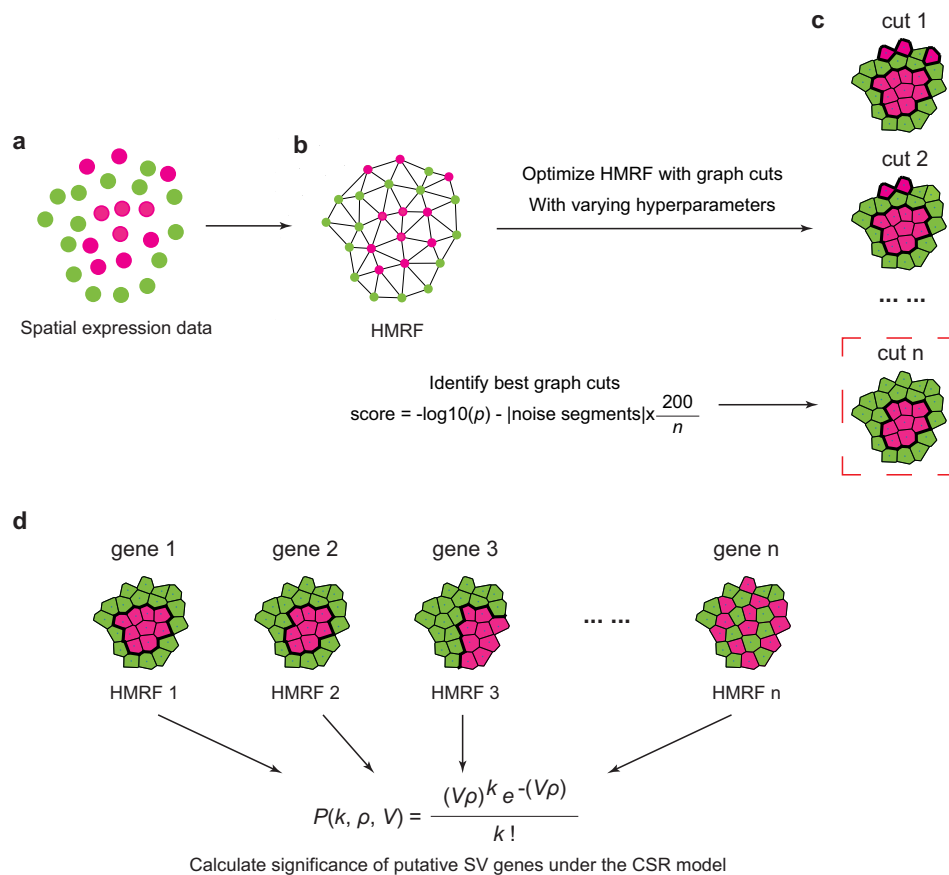 c
cut 1
a
b
Optimize HMRF with graph cuts
With varying hyperparameters
cut 2
... ...
Spatial expression data
HMRF
cut n
Identify best graph cuts
score = -log10(p) - |noise segments|x 200/n
d
gene 1
gene 2
gene 3
gene n
... ...
HMRF 1
HMRF 2
HMRF 3
HMRF n
P(k, ρ, V) = (Vρ)^k e^-(Vρ) / k !
Calculate significance of putative SV genes under the CSR model